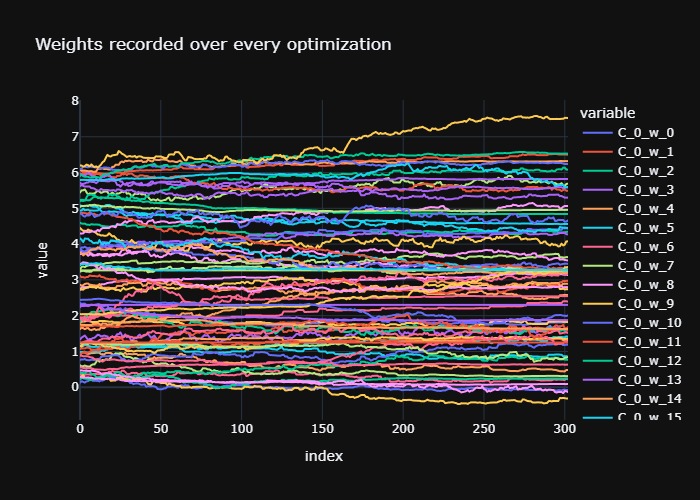 Weights recorded over every optimization
variable
C_0_w_0
C_0_w_1
C_0_w_2
C_0_w_3
C_0_w_4
C_0_w_5
C_0_w_6
C_0_w_7
C_0_w_8
C_0_w_9
C_0_w_10
C_0_w_11
C_0_w_12
C_0_w_13
C_0_w_14
C_0_w_15
value
8
7
6
5
4
3
2
1
0
0 50 100 150 200 250 300
index